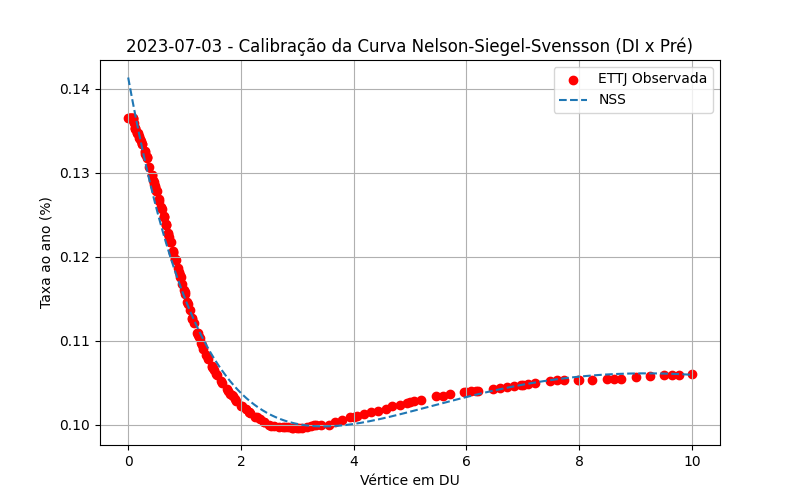 2023-07-03 - Calibração da Curva Nelson-Siegel-Svensson (DI x Pré)
ETTJ Observada
NSS
Taxa ao ano (%)
0.14
0.13
0.12
0.11
0.10
0
2
4
6
8
10
Vértice em DU